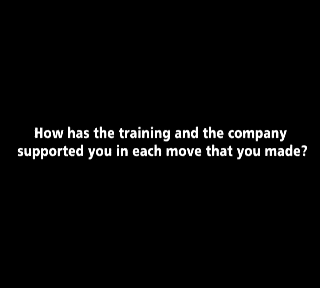 How has the training and the company
supported you in each move that you made?